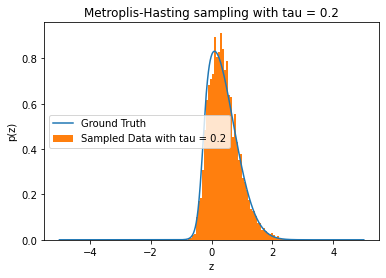 Metroplis-Hasting sampling with tau = 0.2
p(z)
0.8
0.6
0.4
0.2
0.0
Ground Truth
Sampled Data with tau = 0.2
−4
−2
0
2
4
z